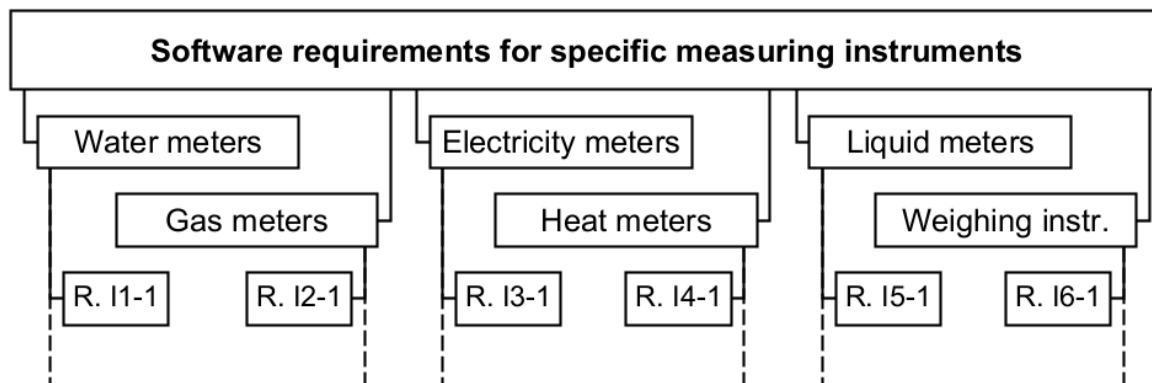 Software requirements for specific measuring instruments
Water meters
Electricity meters
Liquid meters
Gas meters
Heat meters
Weighing instr.
R. I1-1
R. I2-1
R. I3-1
R. I4-1
R. I5-1
R. I6-1